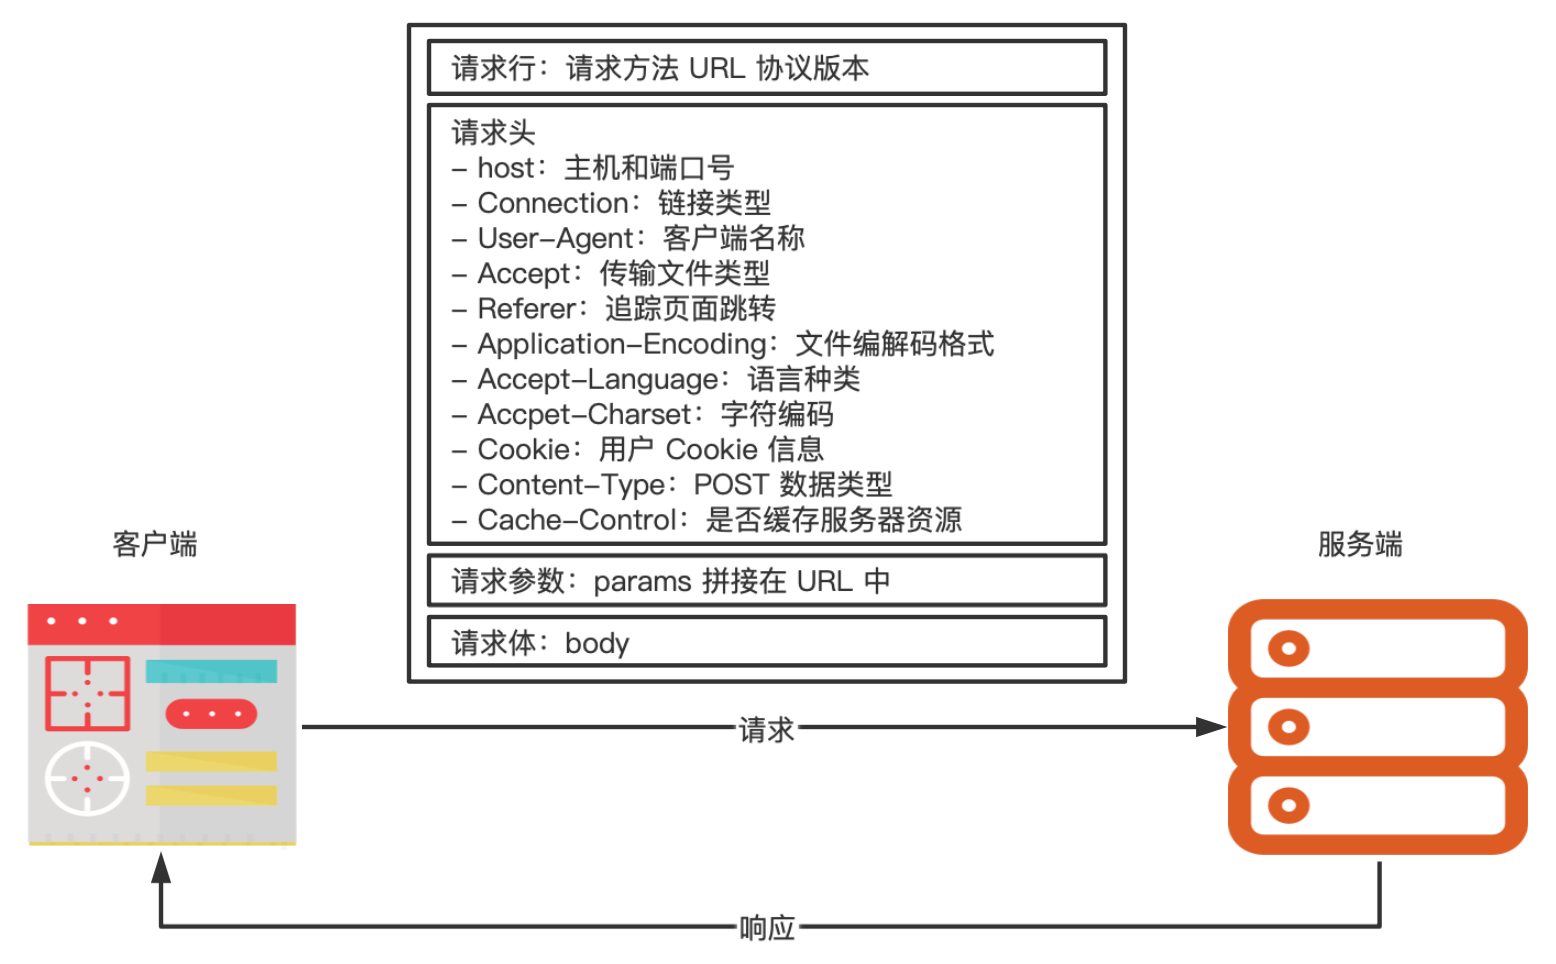 请求行：请求方法 URL 协议版本
请求头
- host：主机和端口号
- Connection：链接类型
- User-Agent：客户端名称
- Accept：传输文件类型
- Referer：追踪页面跳转
- Application-Encoding：文件编解码格式
- Accept-Language：语言种类
- Accpet-Charset：字符编码
- Cookie：用户 Cookie 信息
- Content-Type：POST 数据类型
- Cache-Control：是否缓存服务器资源
请求参数：params 拼接在 URL 中
请求体：body
客户端
服务端
请求
响应